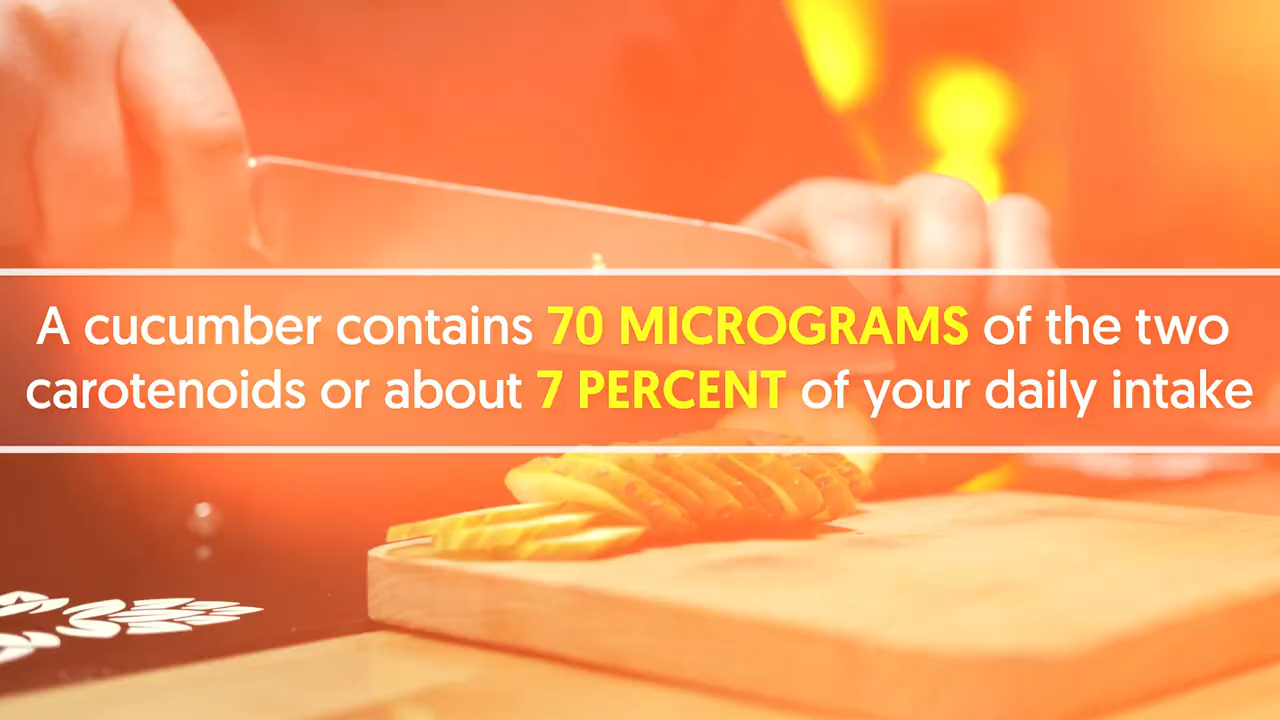 A cucumber contains 70 MICROGRAMS of the two
carotenoids or about 7 PERCENT of your daily intake